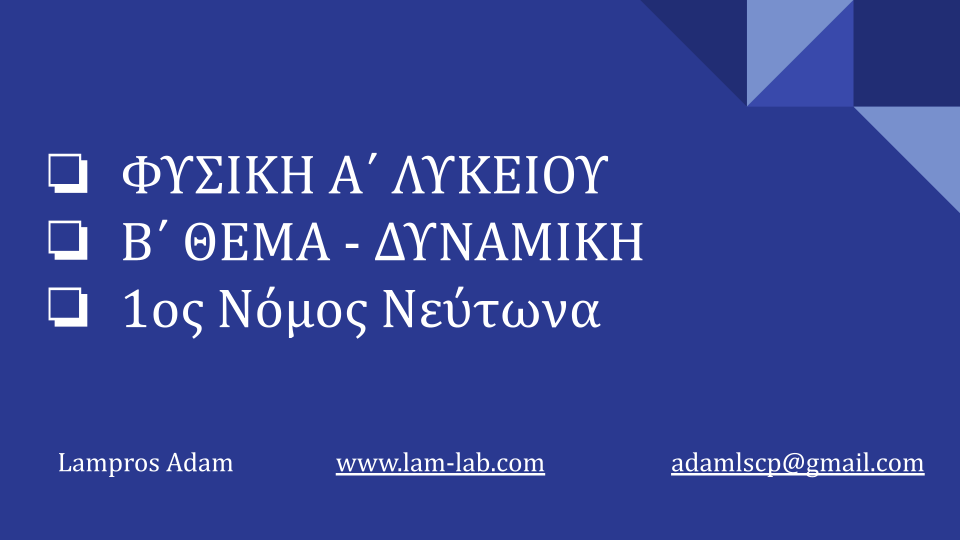 ❏ ΦΥΣΙΚΗ Α΄ ΛΥΚΕΙΟΥ
❏ Β΄ ΘΕΜΑ - ΔΥΝΑΜΙΚΗ
❏ 1ος Νόμος Νεύτωνα
Lampros Adam www.lam-lab.com adamlscp@gmail.com